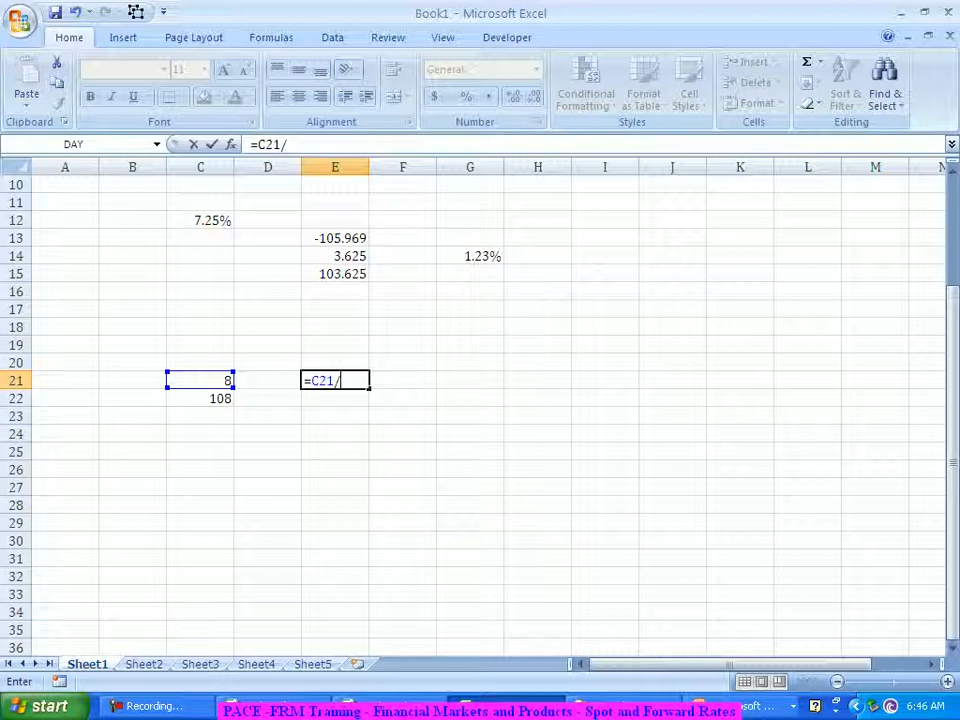 Book1 - Microsoft Excel
Home Insert Page Layout Formulas Data Review View Developer
Paste
11
General
B I U
$ % ,
Conditional Formatting
Format as Table
Cell Styles
Insert
Delete
Format
Σ
Sort & Filter
Find & Select
Clipboard Font Alignment Number Styles Cells Editing
DAY fx =C21/
A B C D E F G H I J K L M N
10
11
12 7.25%
13 -105.969
14 3.625 1.23%
15 103.625
16
17
18
19
20
21 8 =C21/
22 108
23
24
25
26
27
28
29
30
31
32
33
34
35
36
Sheet1 Sheet2 Sheet3 Sheet4 Sheet5
Enter
start Recording... osoft ... 6:46 AM
PACE -FRM Training - Financial Markets and Products - Spot and Forward Rates